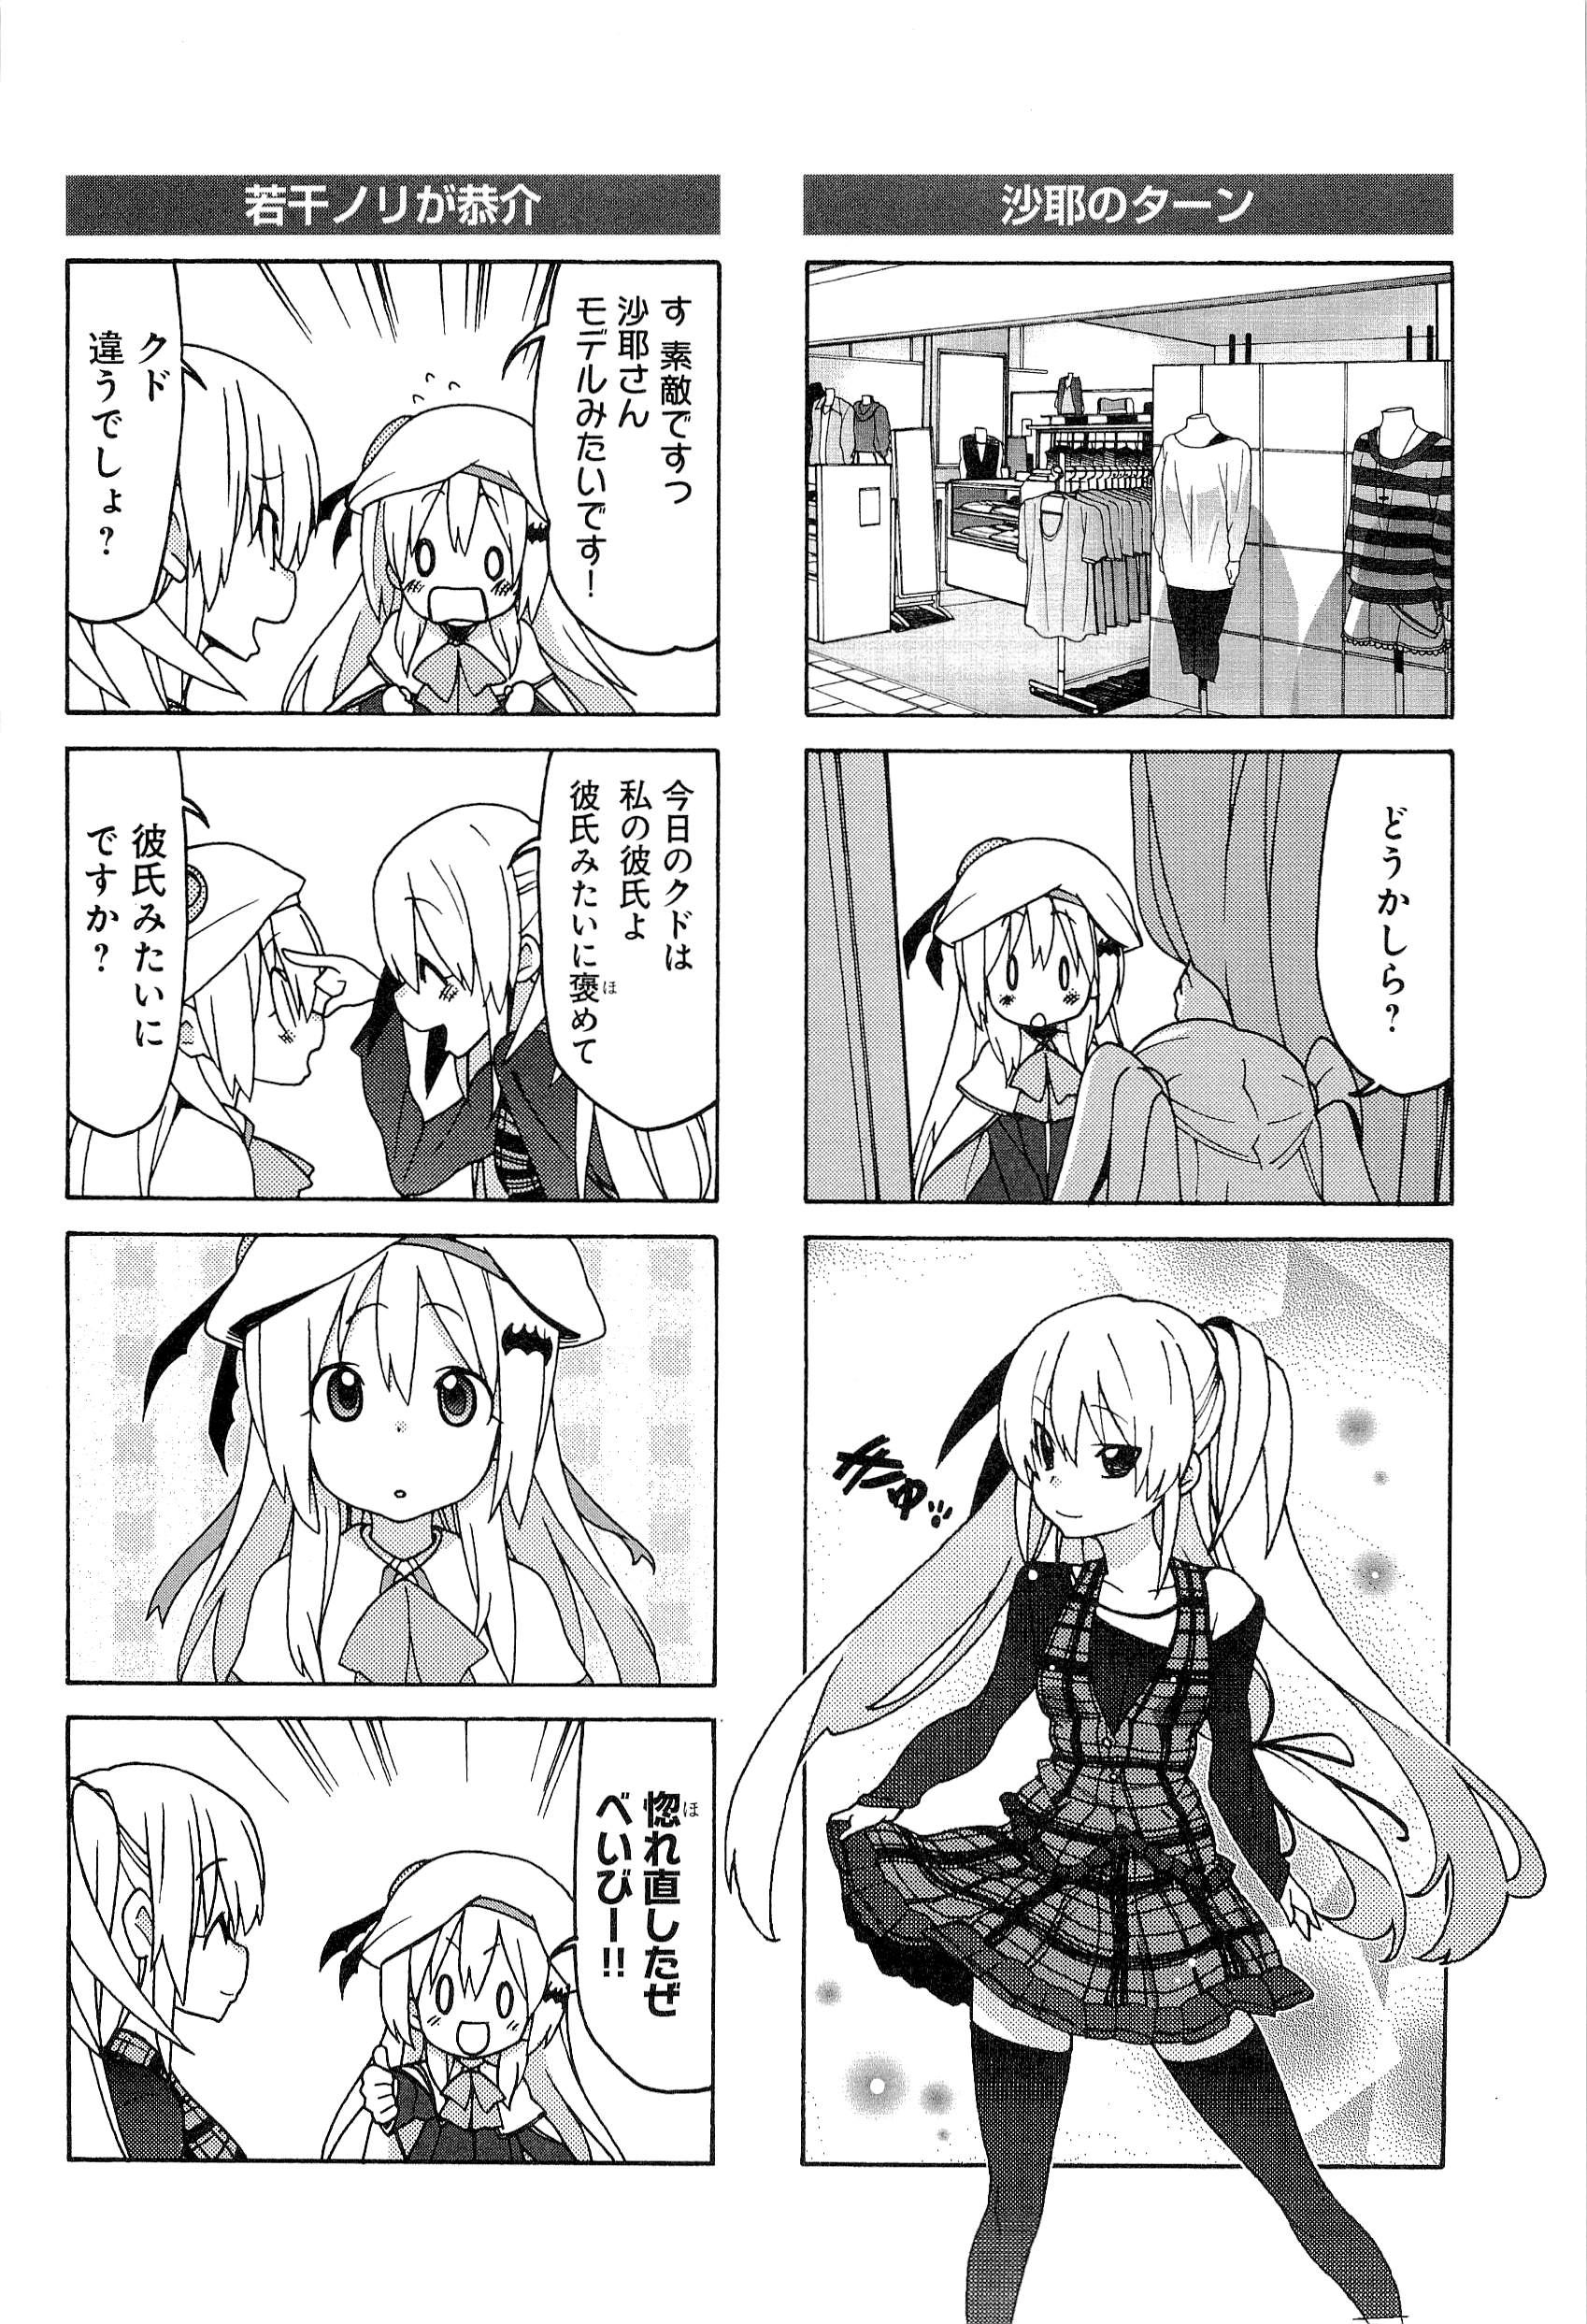 沙耶のターン
どうかしら?
若干ノリが恭介
す 素敵ですっ
沙耶さん
モデルみたいです!
クド
違うでしょ?
今日のクドは
私の彼氏よ
彼氏みたいに褒めて
ほ
彼氏みたいに
ですか?
惚れ直したぜ
ほ
べいびー!!